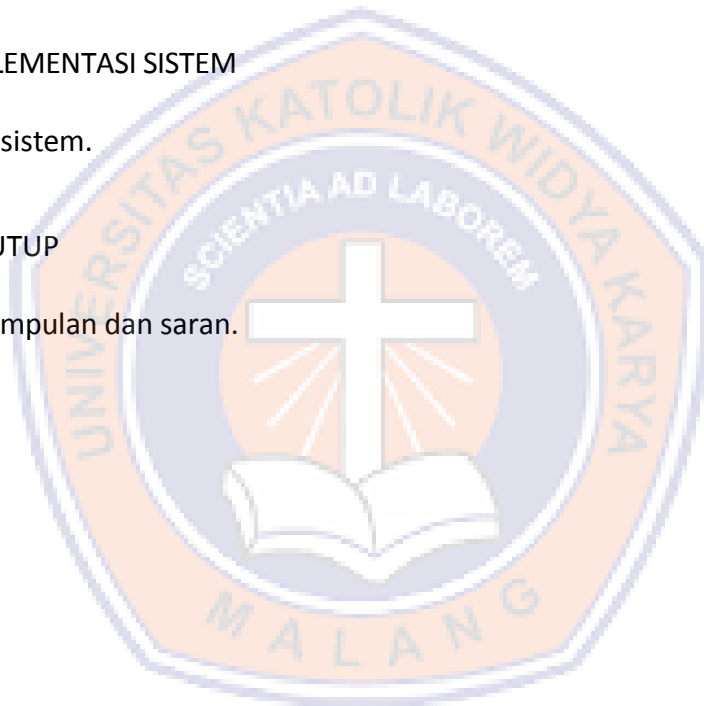 LEMENTASI SISTEM
sistem.
UTUP
mpulan dan saran.
UNIVERSITAS KATOLIK WIDYA KARYA
SCIENTIA AD LABOREM
MALANG